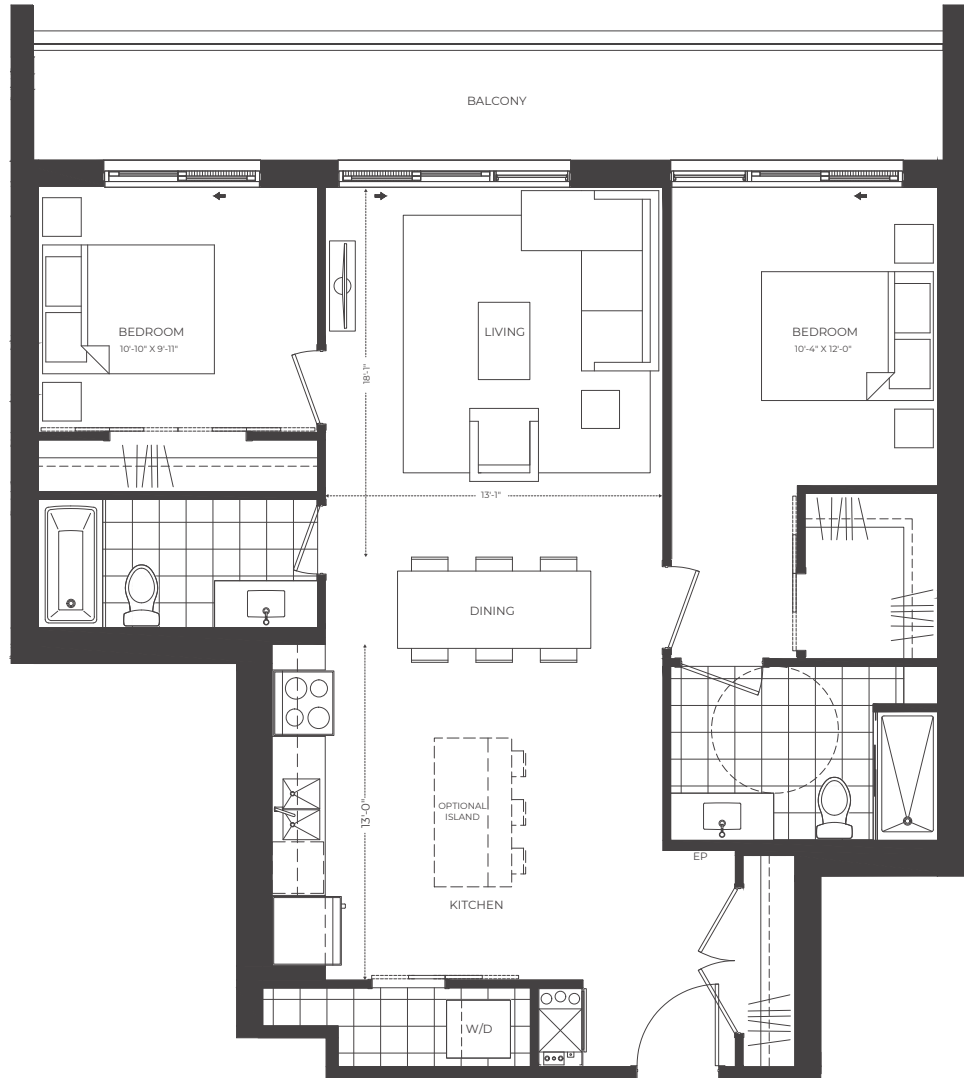 BALCONY
BEDROOM
10'-10" X 9'-11"
LIVING
BEDROOM
10'-4" X 12'-0"
18'-1"
13'-1"
DINING
OPTIONAL
ISLAND
13'-0"
EP
KITCHEN
W/D